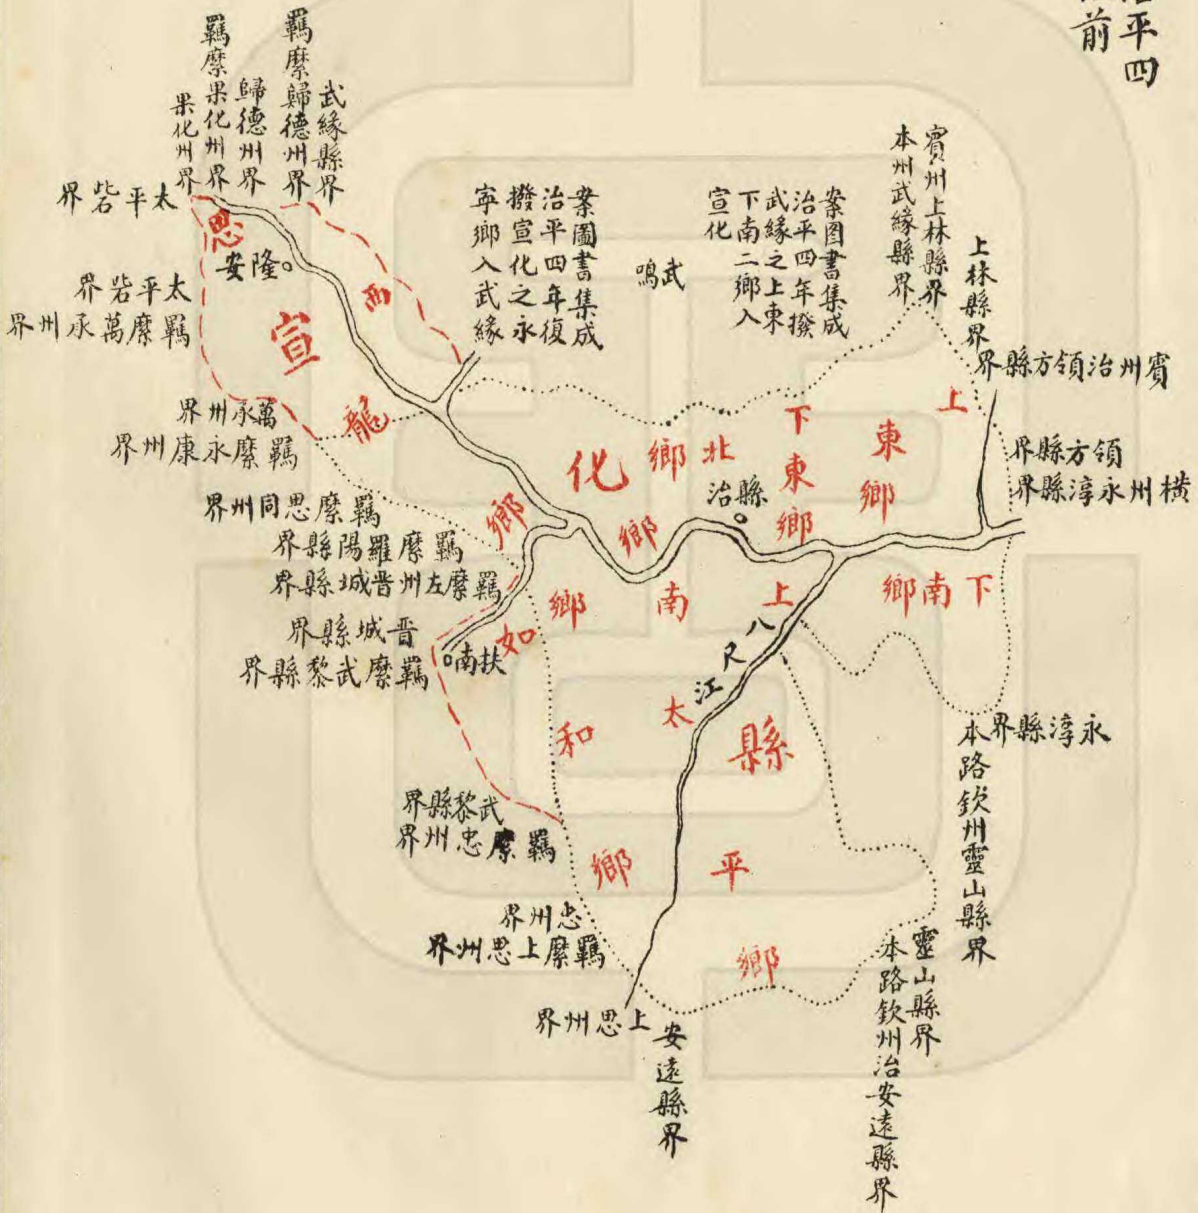 平四
前
羈縻果化州界
果化州界
歸德州界
羈縻歸德州界
武緣縣界
太平砦界
太平砦界
羈縻萬承州界
萬承州界
羈縻永康州界
羈縻思同州界
羈縻羅陽縣界
羈縻左州晋城縣界
晋城縣界
羈縻武黎縣界
武黎縣界
羈縻忠州界
忠州界
羈縻上思州界
上思州界
安遠縣界
本路欽州治安遠縣界
靈山縣界
本路欽州靈山縣界
永淳縣界
橫州永淳縣界
領方縣界
賓州治領方縣界
上林縣界
賓州上林縣界
本州武緣縣界
案图書集成
治平四年撥
武緣之上東
下南二鄉入
宣化
武鳴
案圖書集成
治平四年復
撥宣化之永
寧鄉入武緣
思龍鄉
西鄉
宣化縣
北鄉
下東鄉
上東鄉
下南鄉
上南鄉
如和鄉
太平鄉
隆安
縣治
扶南
八尺江